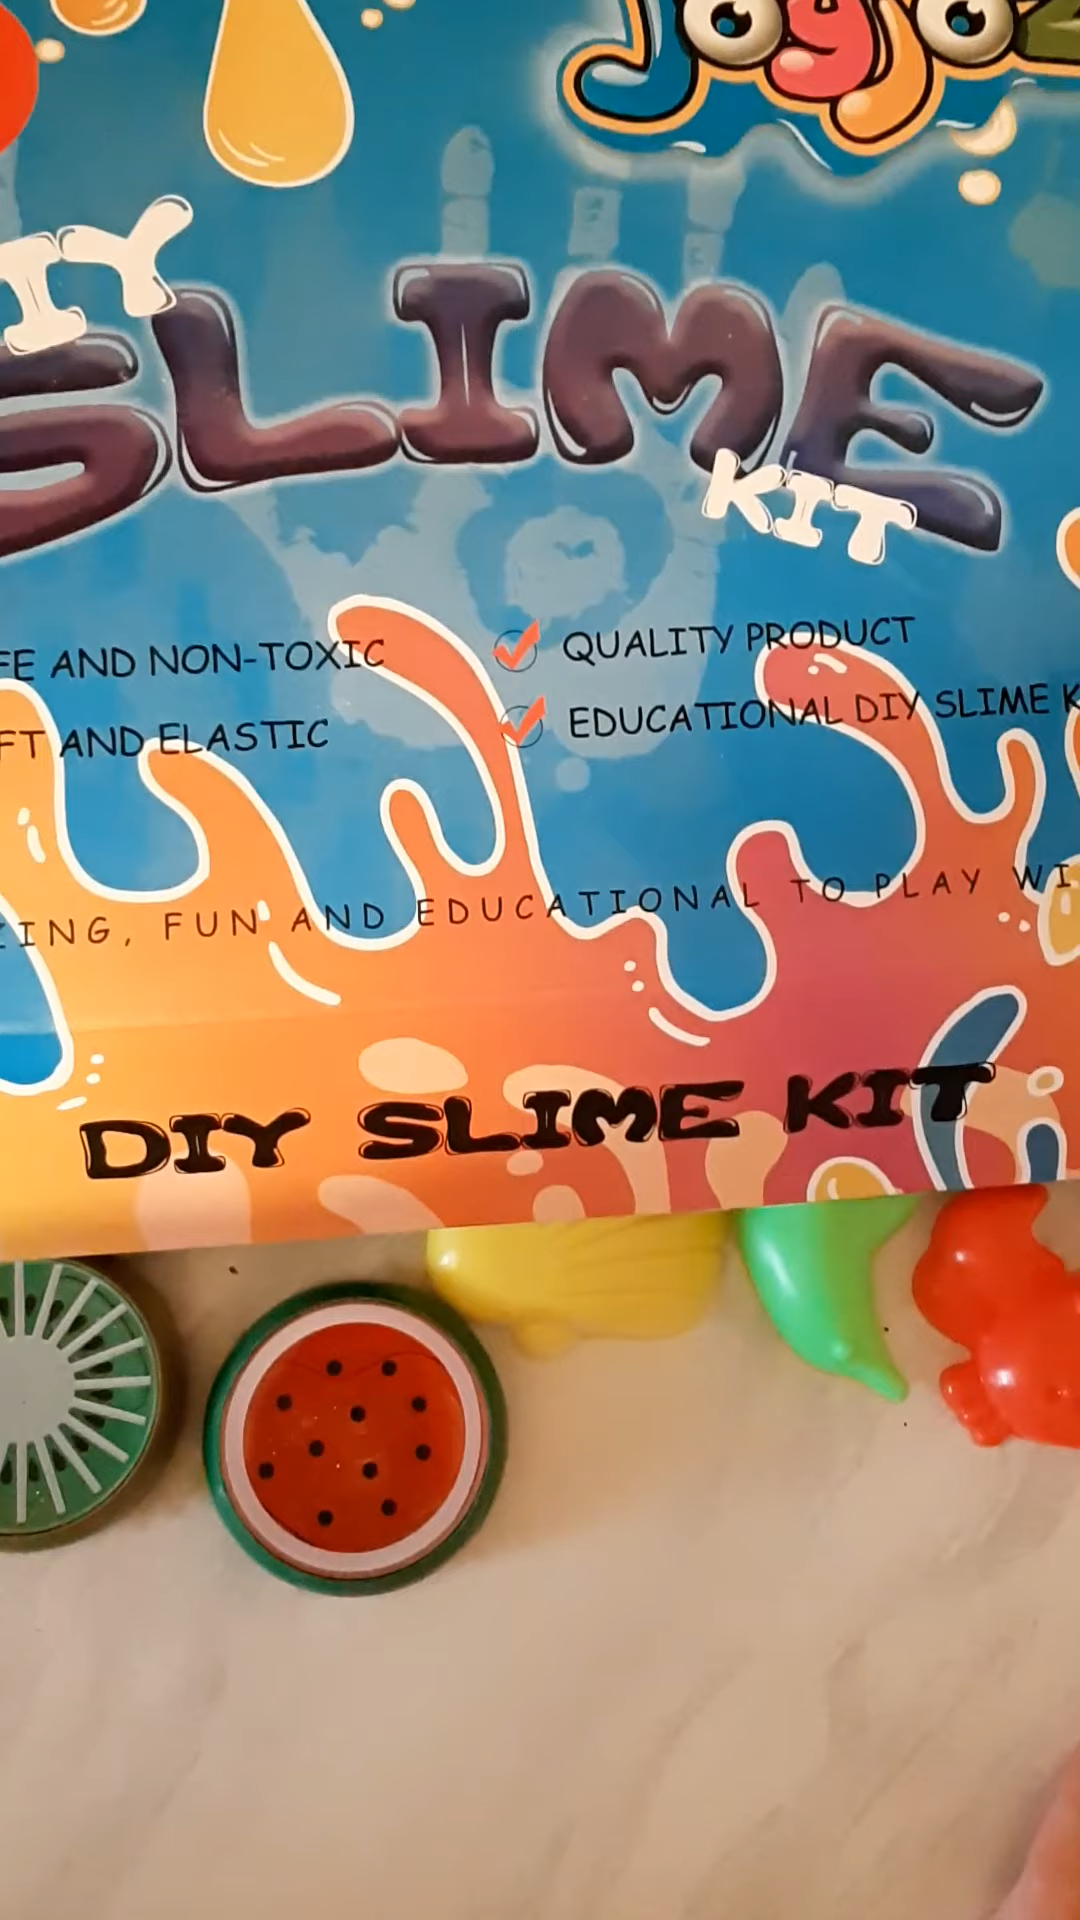 SLIME
KIT
AND NON-TOXIC
QUALITY PRODUCT
AND ELASTIC
EDUCATIONAL DIY SLIME
FUN AND EDUCATIONAL TO PLAY
DIY SLIME KIT